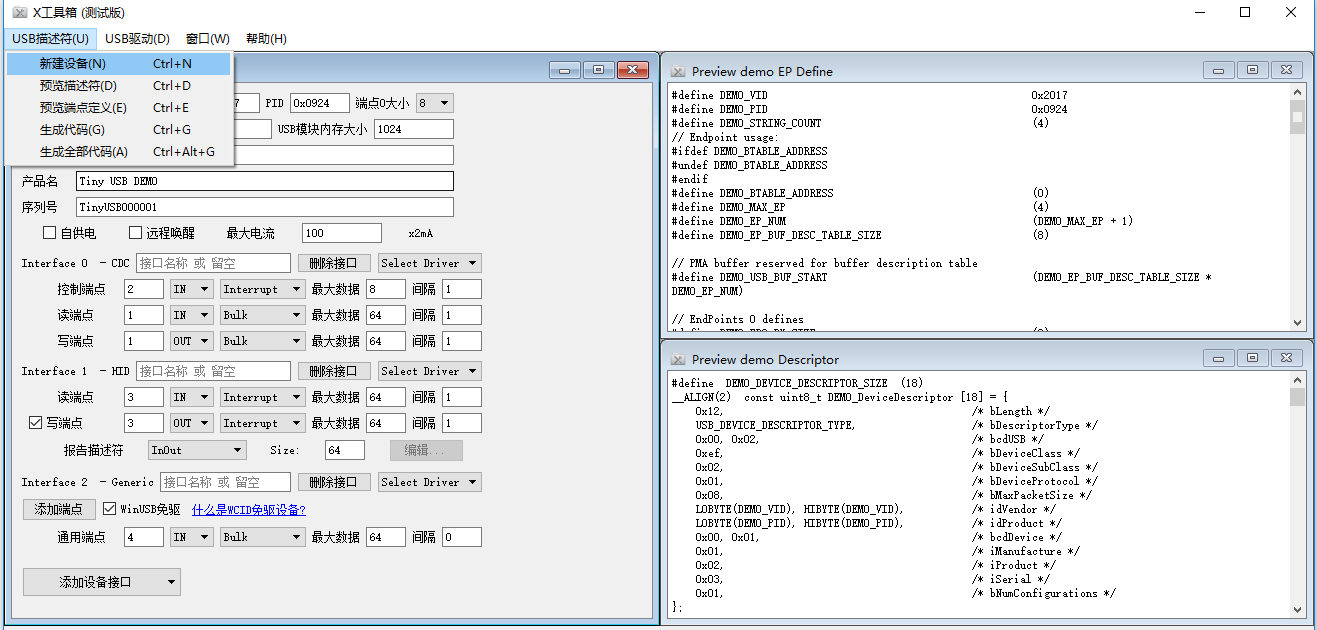 X工具箱 (测试版)
USB描述符(U) USB驱动(D) 窗口(W) 帮助(H)
新建设备(N) Ctrl+N
预览描述符(D) Ctrl+D
预览端点定义(E) Ctrl+E
生成代码(G) Ctrl+G
生成全部代码(A) Ctrl+Alt+G
PID 0x0924 端点0大小 8
USB模块内存大小 1024
产品名 Tiny USB DEMO
序列号 TinyUSB000001
自供电 远程唤醒 最大电流 100 x2mA
Interface 0 - CDC 接口名称 或 留空 删除接口 Select Driver
控制端点 2 IN Interrupt 最大数据 8 间隔 1
读端点 1 IN Bulk 最大数据 64 间隔 1
写端点 1 OUT Bulk 最大数据 64 间隔 1
Interface 1 - HID 接口名称 或 留空 删除接口 Select Driver
读端点 3 IN Interrupt 最大数据 64 间隔 1
写端点 3 OUT Interrupt 最大数据 64 间隔 1
报告描述符 InOut Size: 64 编辑...
Interface 2 - Generic 接口名称 或 留空 删除接口 Select Driver
添加端点 WinUSB免驱 什么是WCID免驱设备?
通用端点 4 IN Bulk 最大数据 64 间隔 0
添加设备接口
Preview demo EP Define
#define DEMO_VID 0x2017
#define DEMO_PID 0x0924
#define DEMO_STRING_COUNT (4)
// Endpoint usage:
#ifdef DEMO_BTABLE_ADDRESS
#undef DEMO_BTABLE_ADDRESS
#endif
#define DEMO_BTABLE_ADDRESS (0)
#define DEMO_MAX_EP (4)
#define DEMO_EP_NUM (DEMO_MAX_EP + 1)
#define DEMO_EP_BUF_DESC_TABLE_SIZE (8)
// PMA buffer reserved for buffer description table
#define DEMO_USB_BUF_START (DEMO_EP_BUF_DESC_TABLE_SIZE *
DEMO_EP_NUM)
// EndPoints 0 defines
Preview demo Descriptor
#define DEMO_DEVICE_DESCRIPTOR_SIZE (18)
__ALIGN(2) const uint8_t DEMO_DeviceDescriptor [18] = {
0x12, /* bLength */
USB_DEVICE_DESCRIPTOR_TYPE, /* bDescriptorType */
0x00, 0x02, /* bcdUSB */
0xef, /* bDeviceClass */
0x02, /* bDeviceSubClass */
0x01, /* bDeviceProtocol */
0x08, /* bMaxPacketSize */
LOBYTE(DEMO_VID), HIBYTE(DEMO_VID), /* idVendor */
LOBYTE(DEMO_PID), HIBYTE(DEMO_PID), /* idProduct */
0x00, 0x01, /* bcdDevice */
0x01, /* iManufacture */
0x02, /* iProduct */
0x03, /* iSerial */
0x01, /* bNumConfigurations */
};